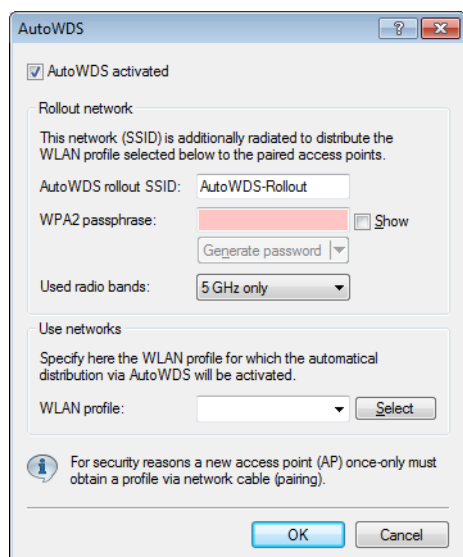 AutoWDS
?
AutoWDS activated
Rollout network
This network (SSID) is additionally radiated to distribute the
WLAN profile selected below to the paired access points.
AutoWDS rollout SSID: AutoWDS-Rollout
WPA2 passphrase: Show
Generate password
Used radio bands: 5 GHz only
Use networks
Specify here the WLAN profile for which the automatical
distribution via AutoWDS will be activated.
WLAN profile: Select
For security reasons a new access point (AP) once-only must
obtain a profile via network cable (pairing).
OK Cancel